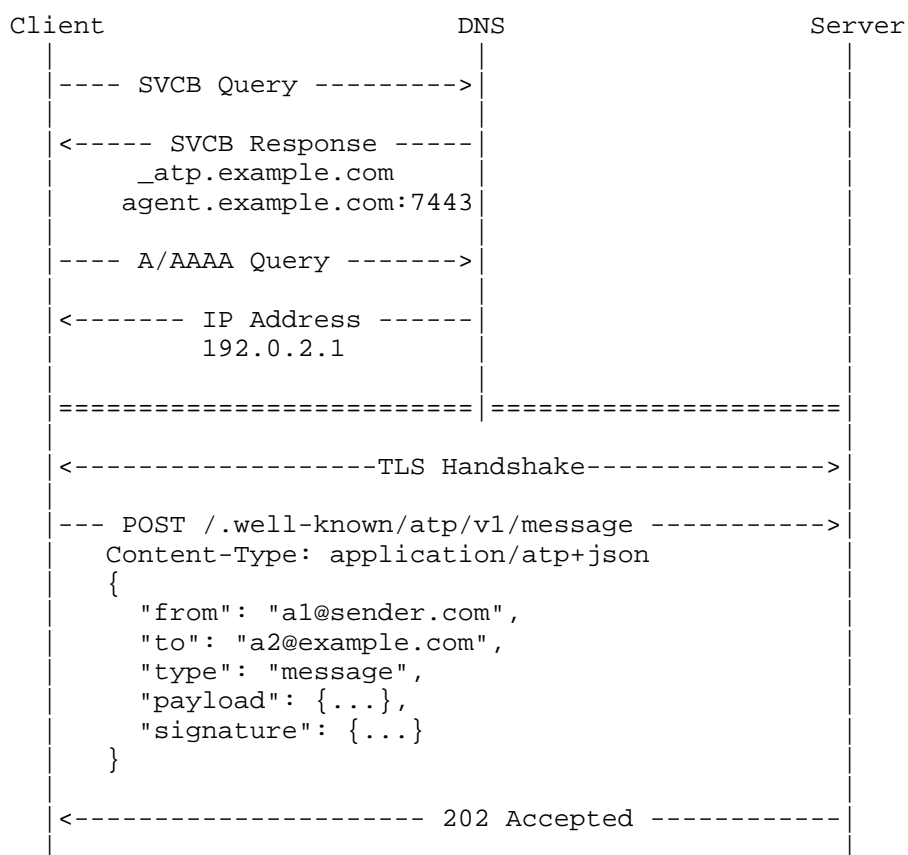 Client DNS Server
---- SVCB Query --------->
<----- SVCB Response -----
_atp.example.com
agent.example.com:7443
---- A/AAAA Query ------->
<------- IP Address ------
192.0.2.1
==========================|======================
<-------------------TLS Handshake--------------->
--- POST /.well-known/atp/v1/message ----------->
Content-Type: application/atp+json
{
"from": "a1@sender.com",
"to": "a2@example.com",
"type": "message",
"payload": {...},
"signature": {...}
}
<---------------------- 202 Accepted ------------